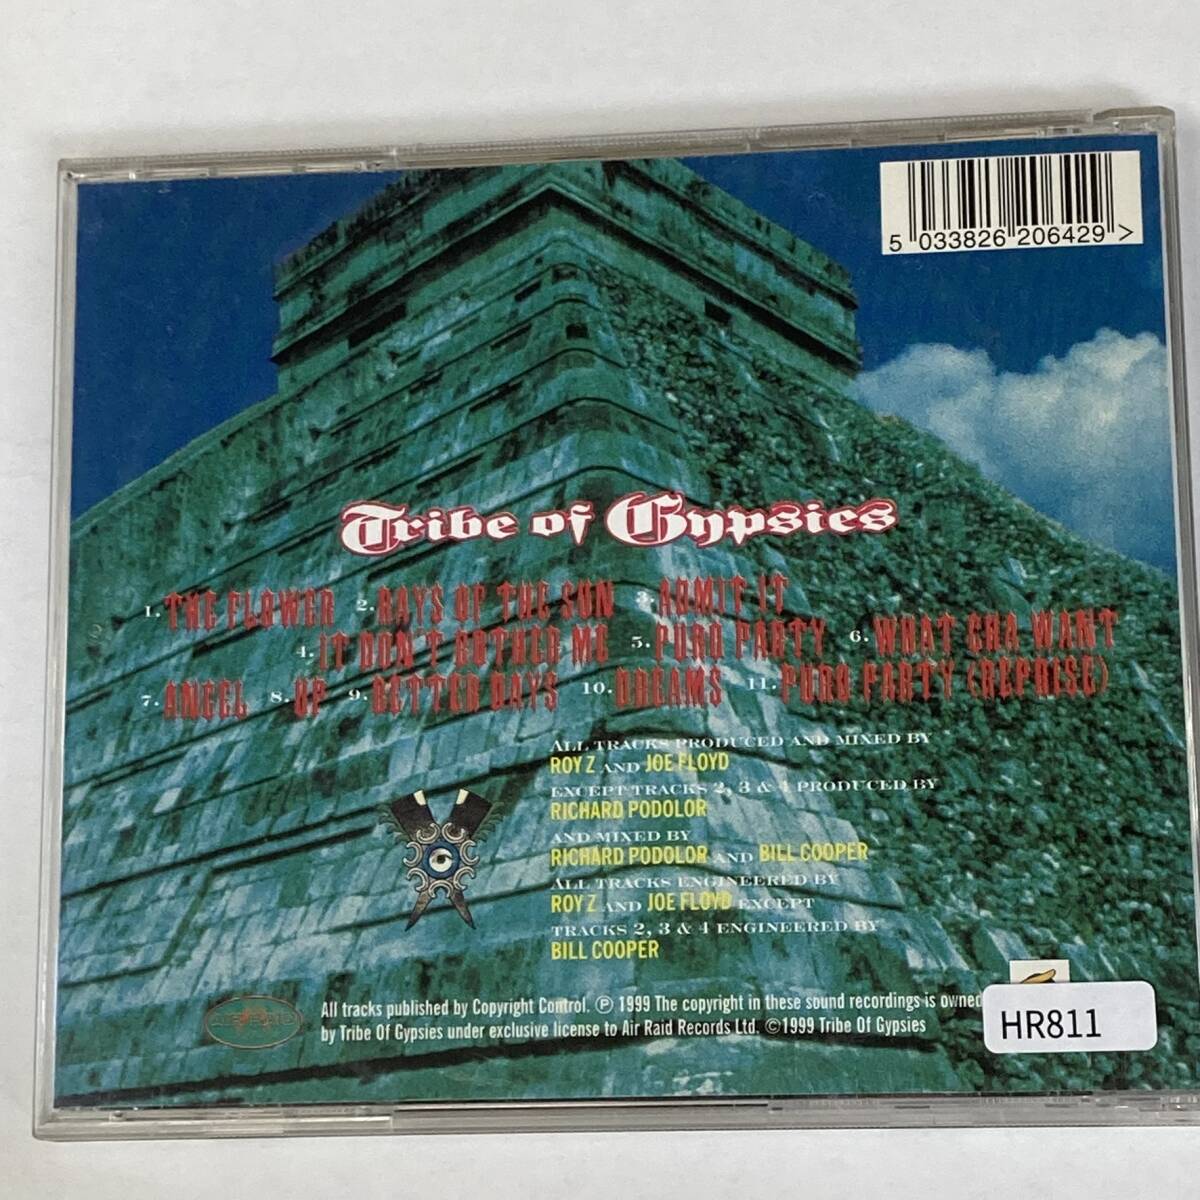 5 033826 206429 >
Tribe of Gypsies
1. THE FLOWER 2. RAYS OF THE SUN 3. ADMIT IT
4. IT DON'T BOTHER ME 5. PURO PARTY 6. WHAT CHA WANT
7. ANGEL 8. UP 9. BETTER DAYS 10. DREAMS 11. PURO PARTY (REPRISE)
ALL TRACKS PRODUCED AND MIXED BY
ROY Z AND JOE FLOYD
EXCEPT TRACKS 2, 3 & 4 PRODUCED BY
RICHARD PODOLOR
AND MIXED BY
RICHARD PODOLOR AND BILL COOPER
ALL TRACKS ENGINEERED BY
ROY Z AND JOE FLOYD EXCEPT
TRACKS 2, 3 & 4 ENGINEERED BY
BILL COOPER
AIR RAID
All tracks published by Copyright Control. ℗ 1999 The copyright in these sound recordings is owned
by Tribe Of Gypsies under exclusive license to Air Raid Records Ltd. ©1999 Tribe Of Gypsies
HR811